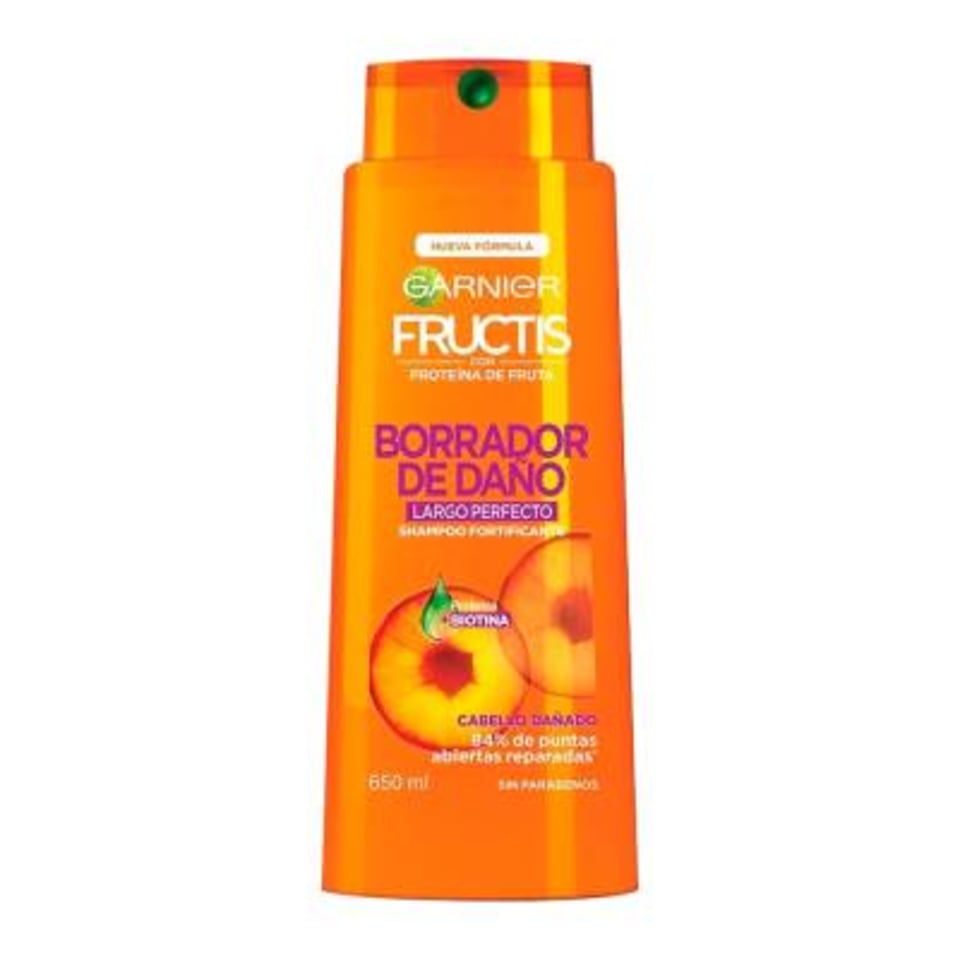 NUEVA FÓRMULA
GARNIER
FRUCTIS
CON
PROTEÍNA DE FRUTA
BORRADOR
DE DAÑO
LARGO PERFECTO
SHAMPOO FORTIFICANTE
Proteína
+BIOTINA
CABELLO DAÑADO
84% de puntas
abiertas reparadas*
650 ml
SIN PARABENOS